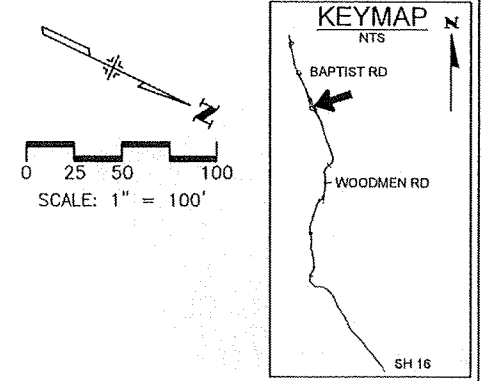 KEYMAP
NTS
N
BAPTIST RD
WOODMEN RD
SH 16
N
0 25 50 100
SCALE: 1" = 100'